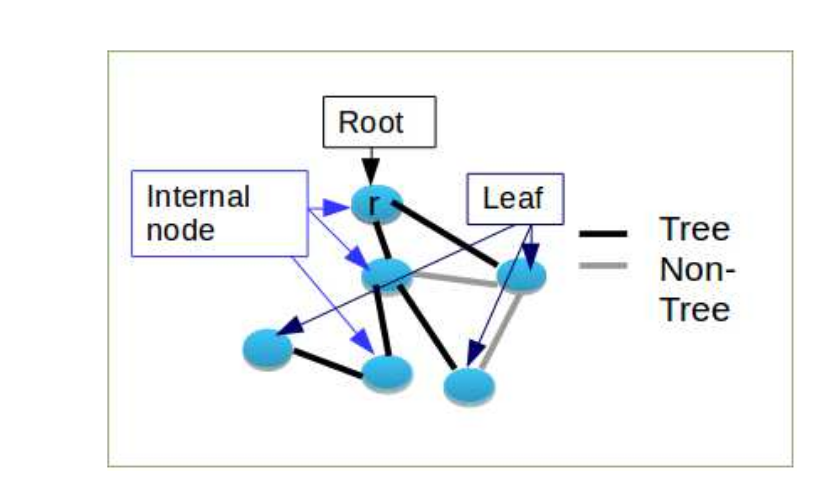 Root
Internal
node
r
Leaf
Tree
Non-
Tree